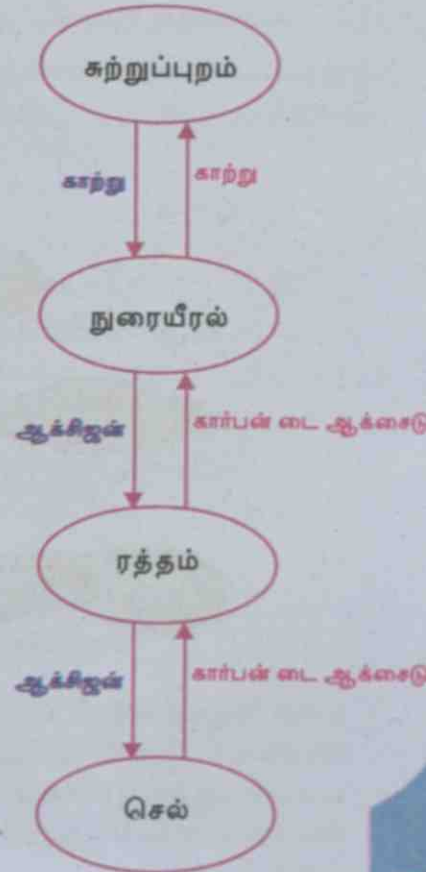 சுற்றுப்புறம்
காற்று காற்று
நுரையீரல்
ஆக்சிஜன் கார்பன் டை ஆக்சைடு
ரத்தம்
ஆக்சிஜன் கார்பன் டை ஆக்சைடு
செல்